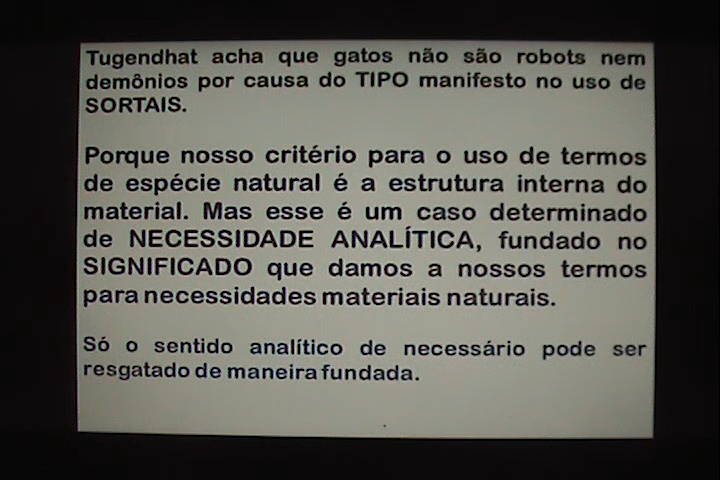 Tugendhat acha que gatos não são robots nem
demônios por causa do TIPO manifesto no uso de
SORTAIS.
Porque nosso critério para o uso de termos
de espécie natural é a estrutura interna do
material. Mas esse é um caso determinado
de NECESSIDADE ANALÍTICA, fundado no
SIGNIFICADO que damos a nossos termos
para necessidades materiais naturais.
Só o sentido analítico de necessário pode ser
resgatado de maneira fundada.